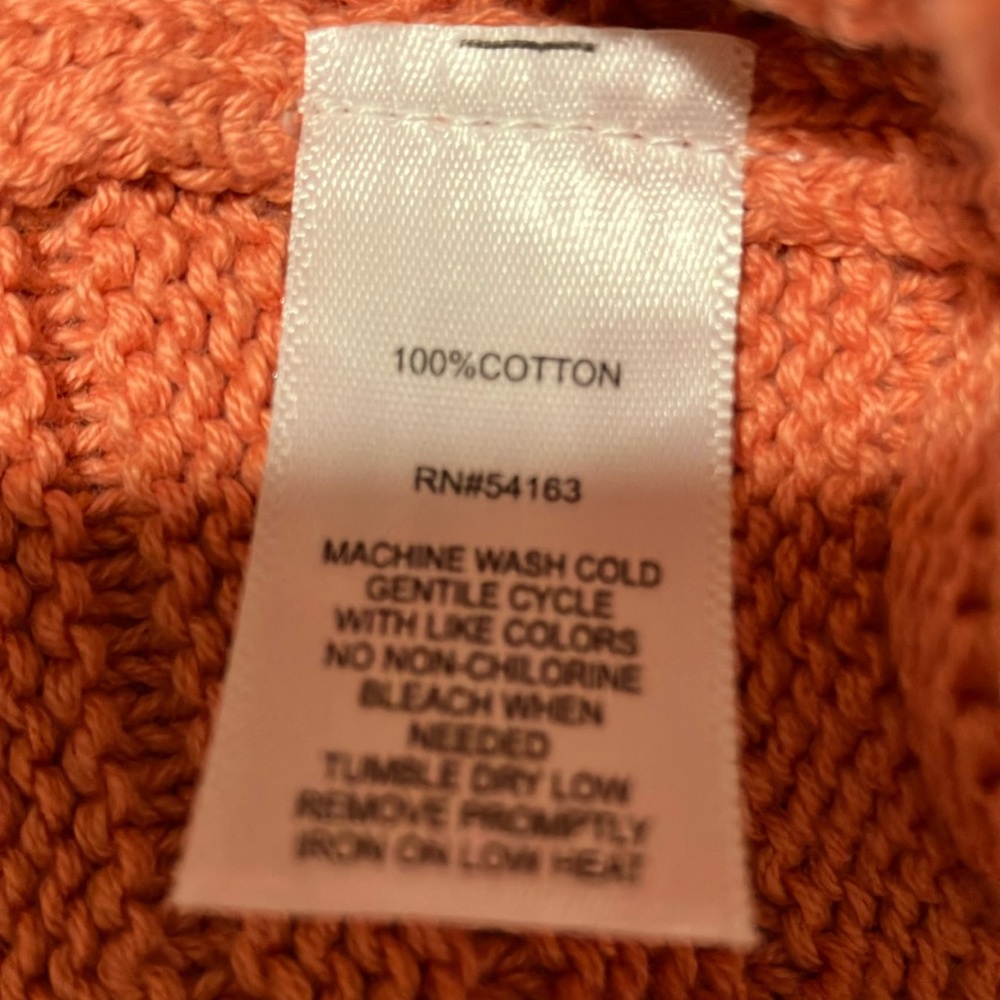 100%COTTON
RN#54163
MACHINE WASH COLD
GENTILE CYCLE
WITH LIKE COLORS
NO NON-CHILORINE
BLEACH WHEN
NEEDED
TUMBLE DRY LOW
REMOVE PROMPTLY
IRON ON LOW HEAT